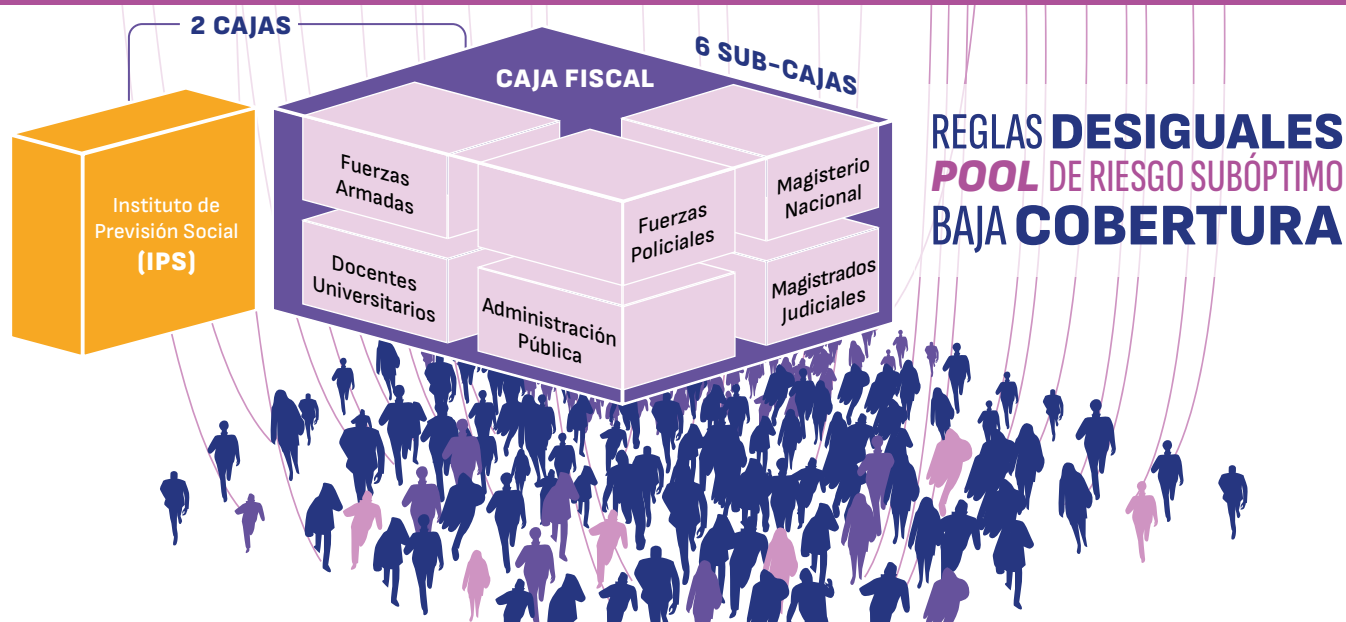 2 CAJAS
6 SUB-CAJAS
CAJA FISCAL
Instituto de
Previsión Social
(IPS)
Fuerzas
Armadas
Docentes
Universitarios
Administración
Pública
Fuerzas
Policiales
Magisterio
Nacional
Magistrados
Judiciales
REGLAS DESIGUALES
POOL DE RIESGO SUBÓPTIMO
BAJA COBERTURA